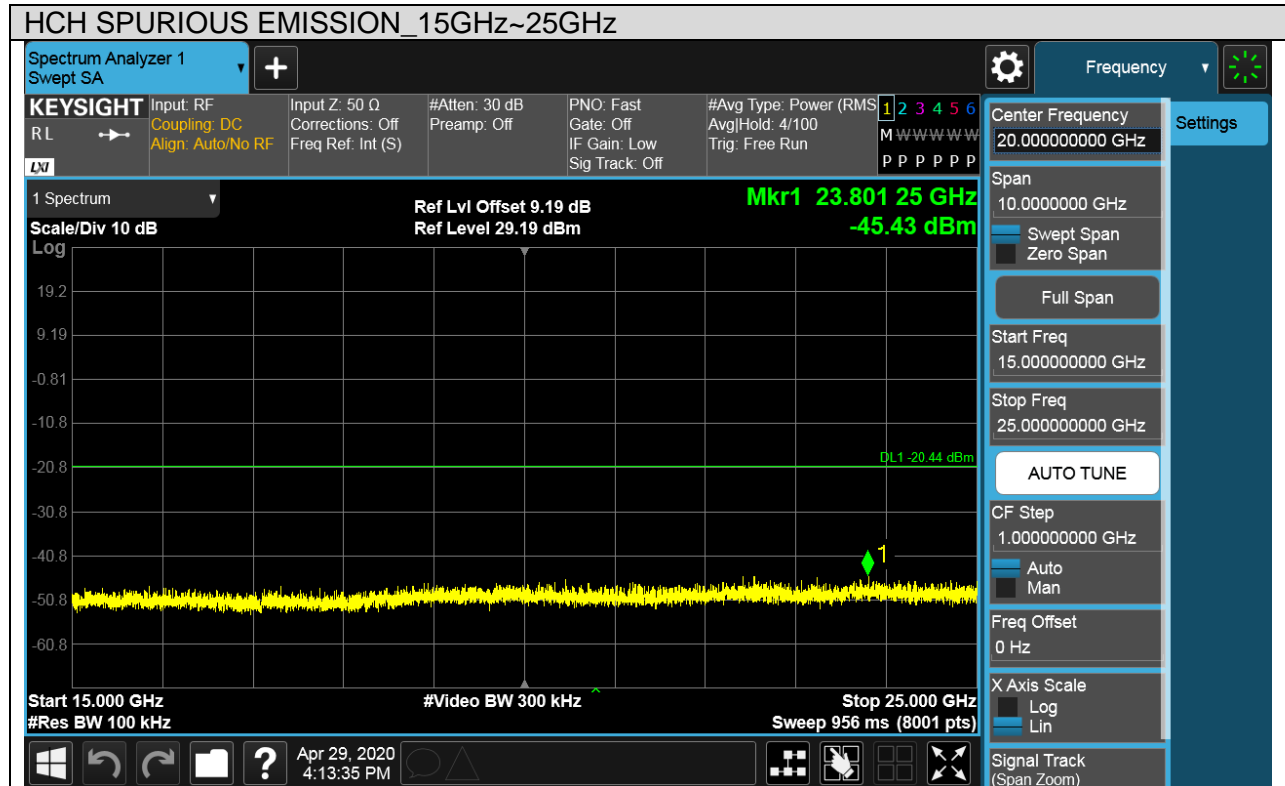 HCH SPURIOUS EMISSION_15GHz~25GHz
Spectrum Analyzer 1
Swept SA
+
Frequency
KEYSIGHT
RL
LXI
Input: RF
Coupling: DC
Align: Auto/No RF
Input Z: 50 Ω
Corrections: Off
Freq Ref: Int (S)
#Atten: 30 dB
Preamp: Off
PNO: Fast
Gate: Off
IF Gain: Low
Sig Track: Off
#Avg Type: Power (RMS
Avg|Hold: 4/100
Trig: Free Run
1 2 3 4 5 6
M W W W W W
P P P P P P
1 Spectrum
Scale/Div 10 dB
Ref Lvl Offset 9.19 dB
Ref Level 29.19 dBm
Mkr1 23.801 25 GHz
-45.43 dBm
Log
19.2
9.19
-0.81
-10.8
-20.8
-30.8
-40.8
-50.8
-60.8
DL1 -20.44 dBm
1
Start 15.000 GHz
#Res BW 100 kHz
#Video BW 300 kHz
Stop 25.000 GHz
Sweep 956 ms (8001 pts)
?
Apr 29, 2020
4:13:35 PM
Center Frequency
20.000000000 GHz
Span
10.0000000 GHz
Swept Span
Zero Span
Full Span
Start Freq
15.000000000 GHz
Stop Freq
25.000000000 GHz
AUTO TUNE
CF Step
1.000000000 GHz
Auto
Man
Freq Offset
0 Hz
X Axis Scale
Log
Lin
Signal Track
(Span Zoom)
Settings